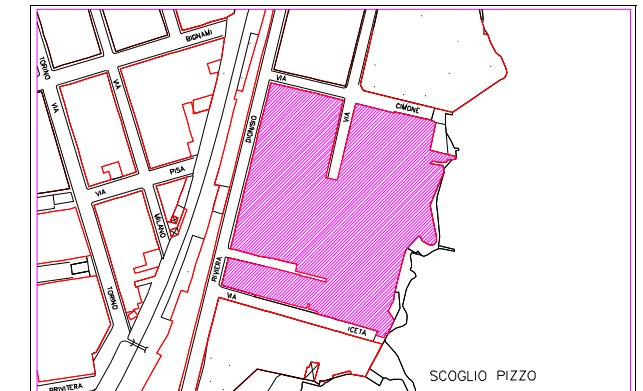 BIGNAMI
TORINO
VIA
VIA
VIA
CIMONE
VIA
DIONISIO
PISA
VIA
MILANO
RIVIERA
VIA
TORINO
ICETA
SCOGLIO PIZZO
PRIVITERA